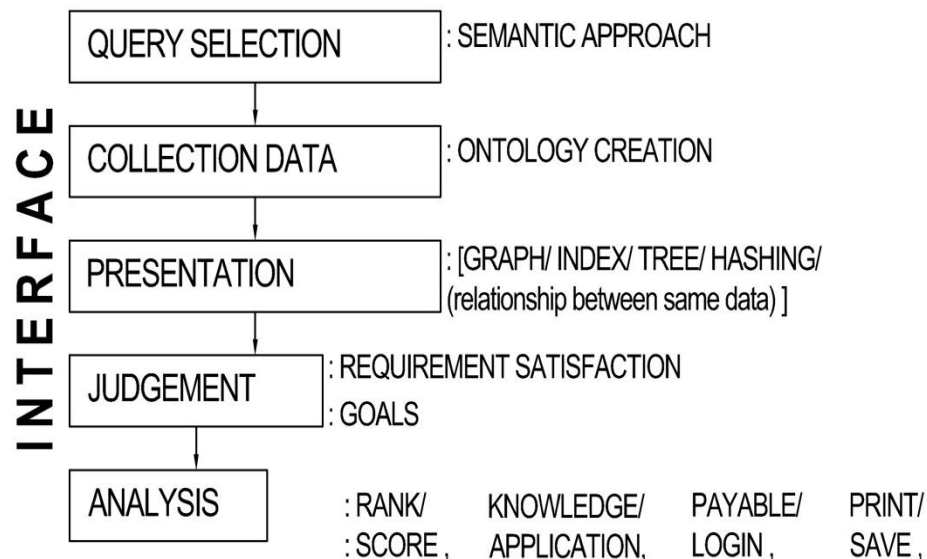 INTERFACE
QUERY SELECTION : SEMANTIC APPROACH
COLLECTION DATA : ONTOLOGY CREATION
PRESENTATION : [GRAPH/ INDEX/ TREE/ HASHING/
(relationship between same data) ]
JUDGEMENT : REQUIREMENT SATISFACTION
: GOALS
ANALYSIS : RANK/ KNOWLEDGE/ PAYABLE/ PRINT/
: SCORE , APPLICATION, LOGIN , SAVE ,